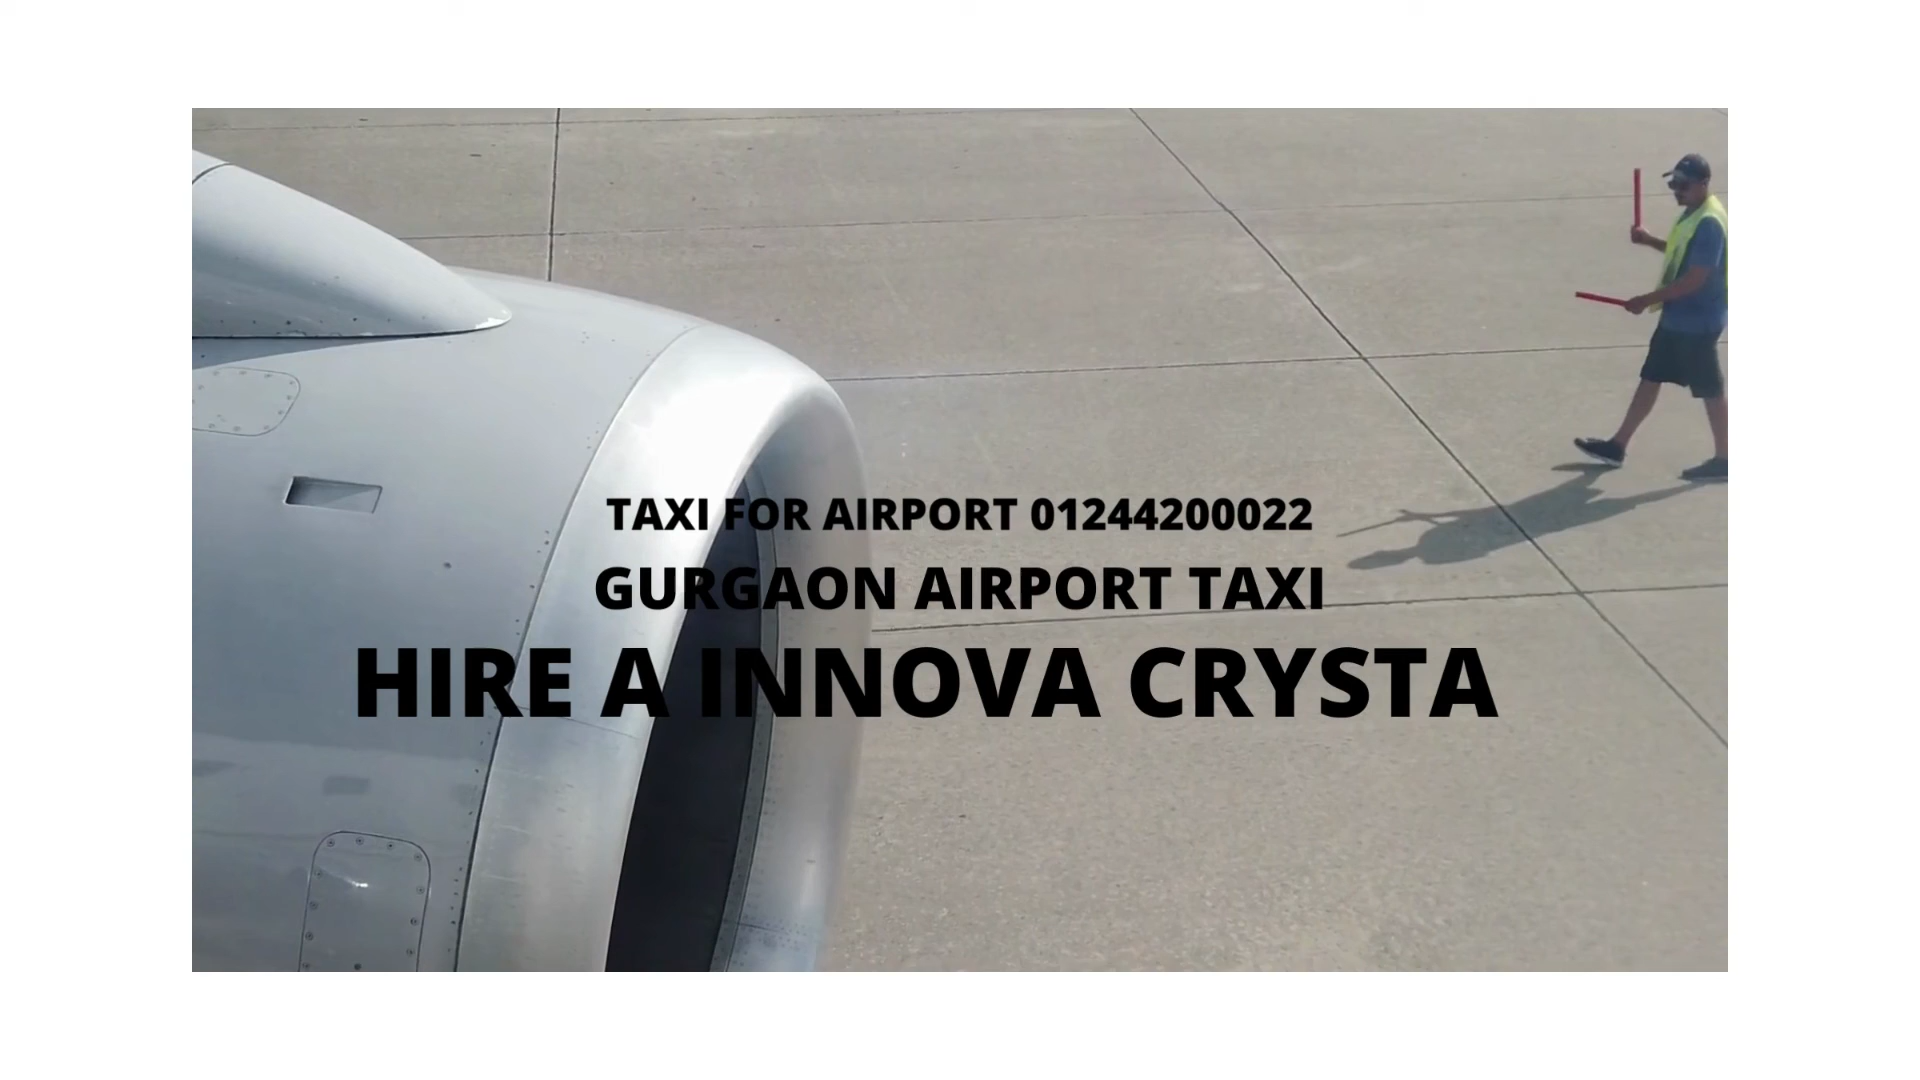 TAXI FOR AIRPORT 01244200022
GURGAON AIRPORT TAXI
HIRE A INNOVA CRYSTA